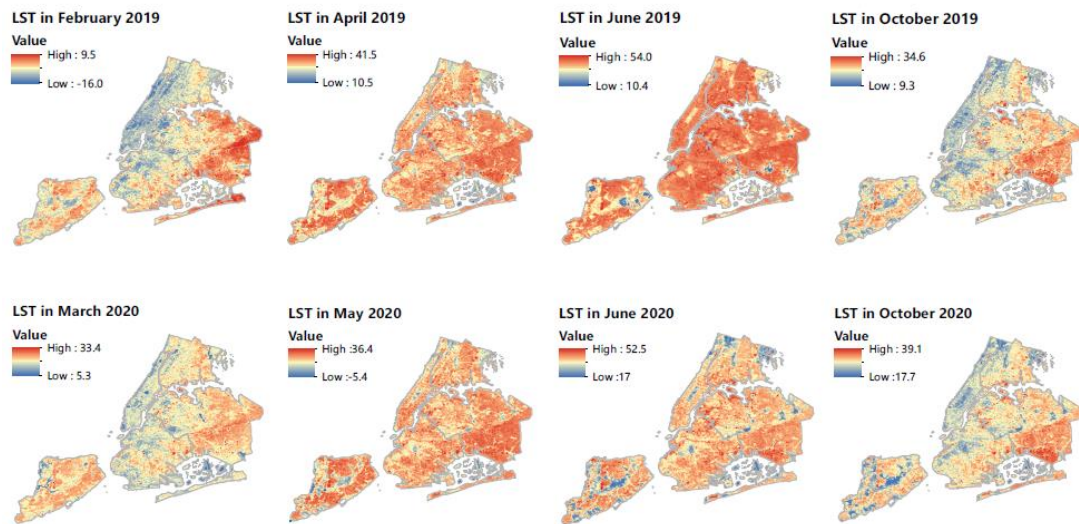 LST in February 2019
Value
High : 9.5
Low : -16.0
LST in April 2019
Value
High : 41.5
Low : 10.5
LST in June 2019
Value
High : 54.0
Low : 10.4
LST in October 2019
Value
High : 34.6
Low : 9.3
LST in March 2020
Value
High : 33.4
Low : 5.3
LST in May 2020
Value
High : 36.4
Low :-5.4
LST in June 2020
Value
High : 52.5
Low :17
LST in October 2020
Value
High : 39.1
Low :17.7